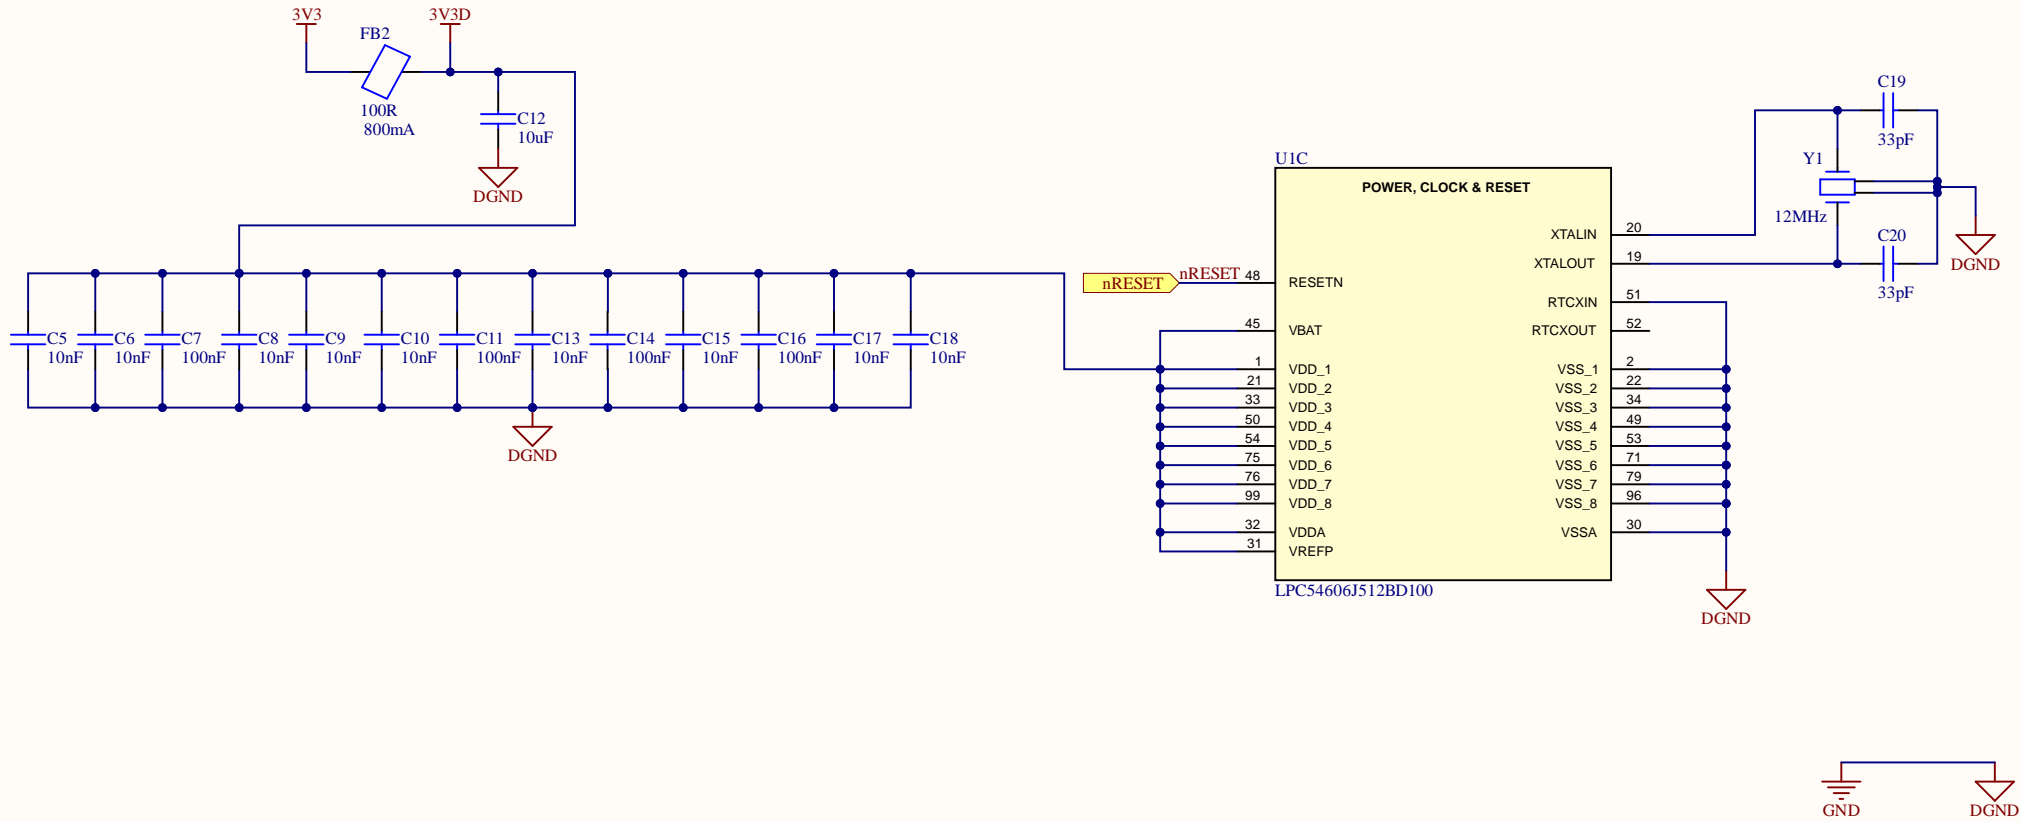 3V3
3V3D
FB2
100R
800mA
C12
10uF
DGND
C5
10nF
C6
10nF
C7
100nF
C8
10nF
C9
10nF
C10
10nF
C11
100nF
C13
10nF
C14
100nF
C15
10nF
C16
100nF
C17
10nF
C18
10nF
DGND
U1C
POWER, CLOCK & RESET
nRESET
nRESET
48 RESETN
45 VBAT
1 VDD_1
21 VDD_2
33 VDD_3
50 VDD_4
54 VDD_5
75 VDD_6
76 VDD_7
99 VDD_8
32 VDDA
31 VREFP
XTALIN 20
XTALOUT 19
RTCXIN 51
RTCXOUT 52
VSS_1 2
VSS_2 22
VSS_3 34
VSS_4 49
VSS_5 53
VSS_6 71
VSS_7 79
VSS_8 96
VSSA 30
LPC54606J512BD100
DGND
C19
33pF
Y1
12MHz
C20
33pF
DGND
GND
DGND